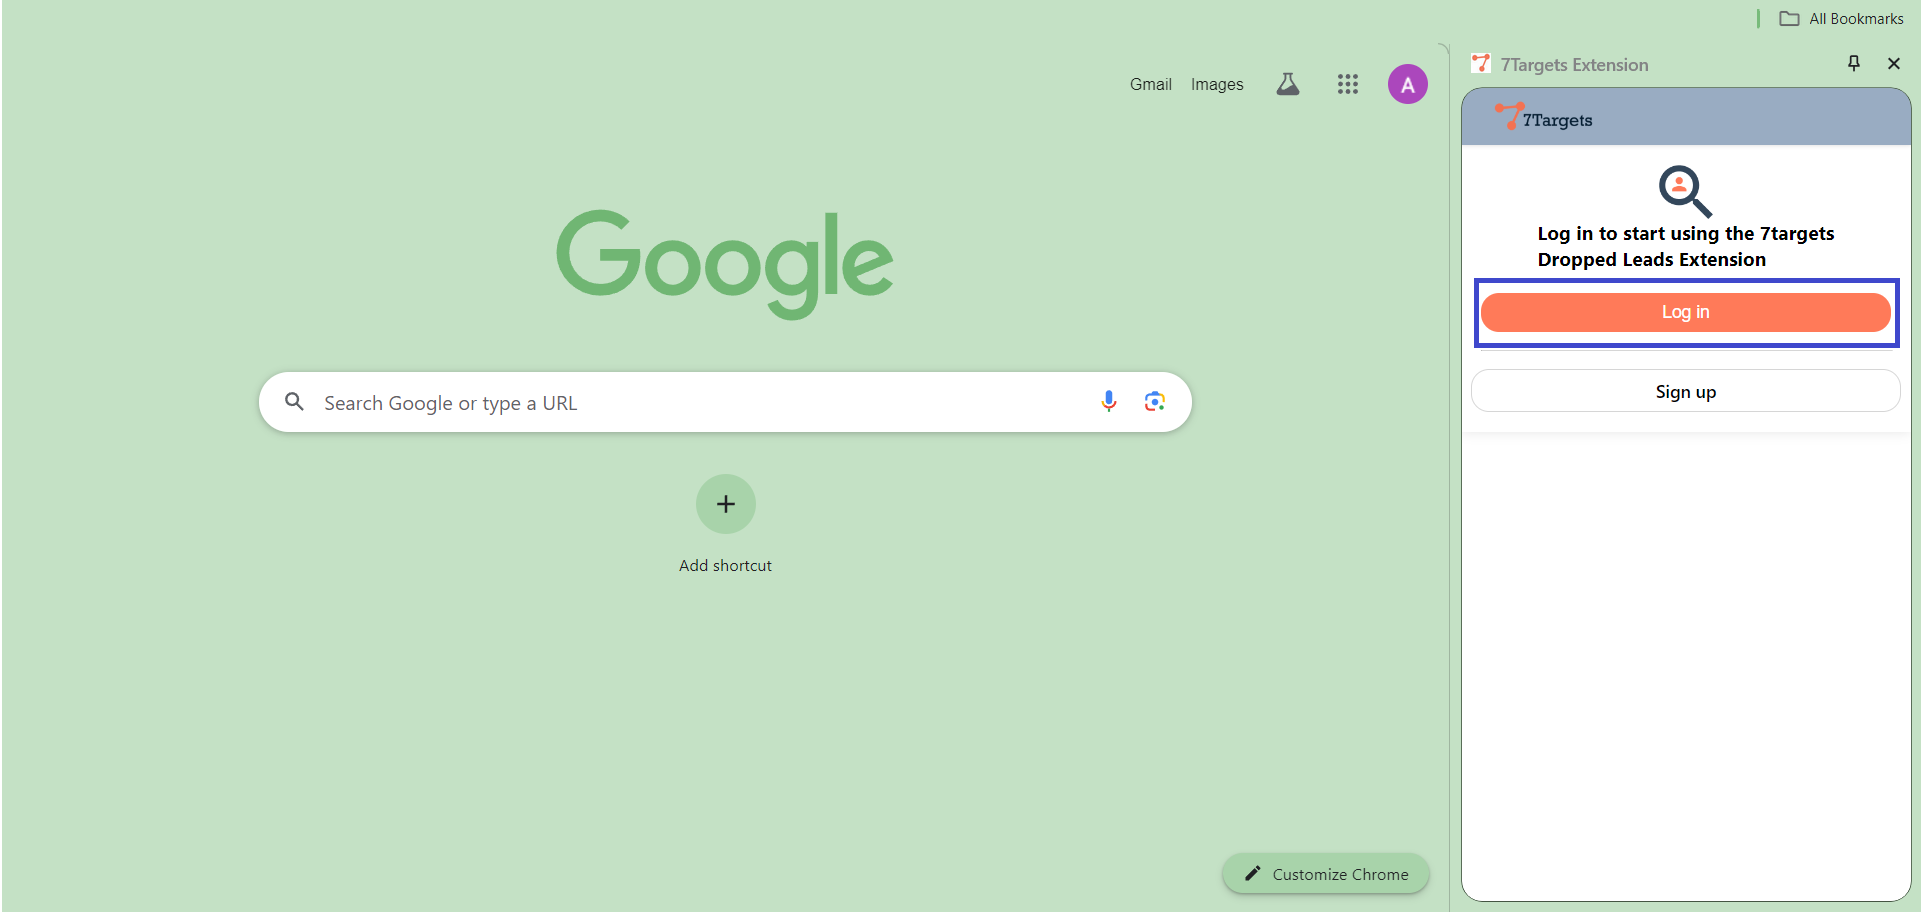 All Bookmarks
7Targets Extension
Gmail Images
A
7Targets
Google
Log in to start using the 7targets
Dropped Leads Extension
Log in
Sign up
Search Google or type a URL
Add shortcut
Customize Chrome